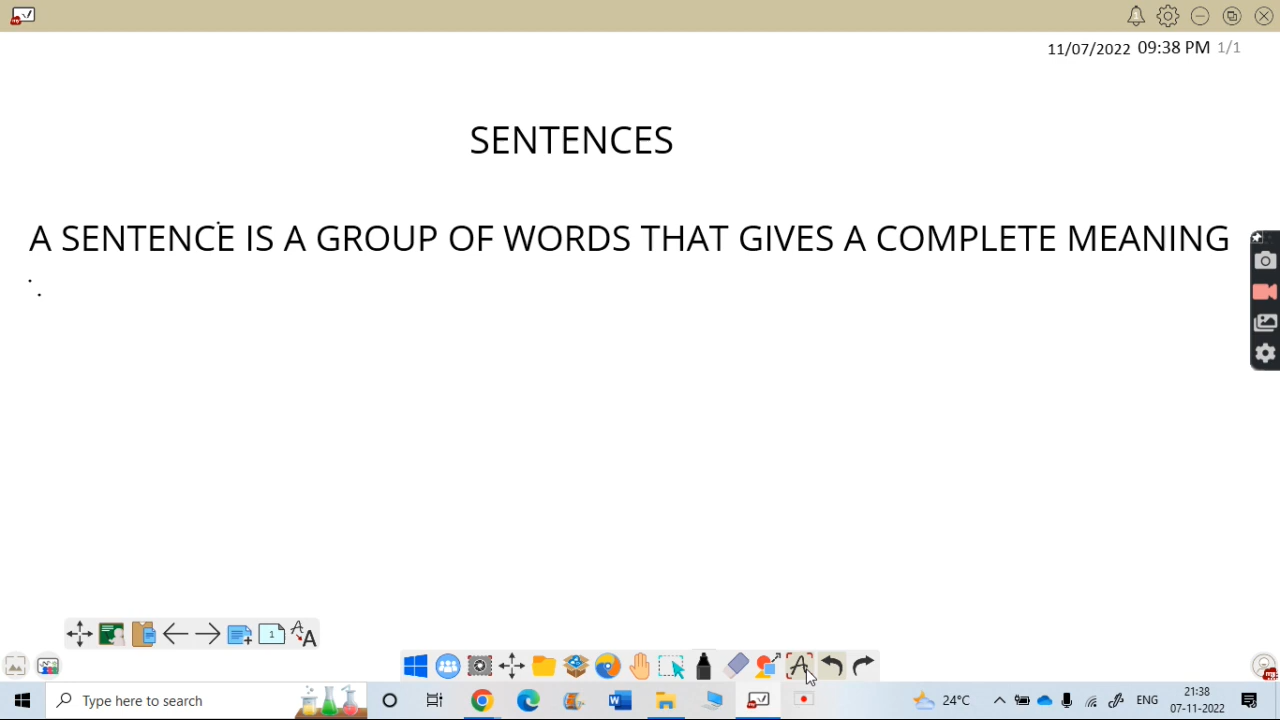 11/07/2022 09:38 PM 1/1
SENTENCES
A SENTENCE IS A GROUP OF WORDS THAT GIVES A COMPLETE MEANING
1
Type here to search
24°C
ENG
21:38
07-11-2022